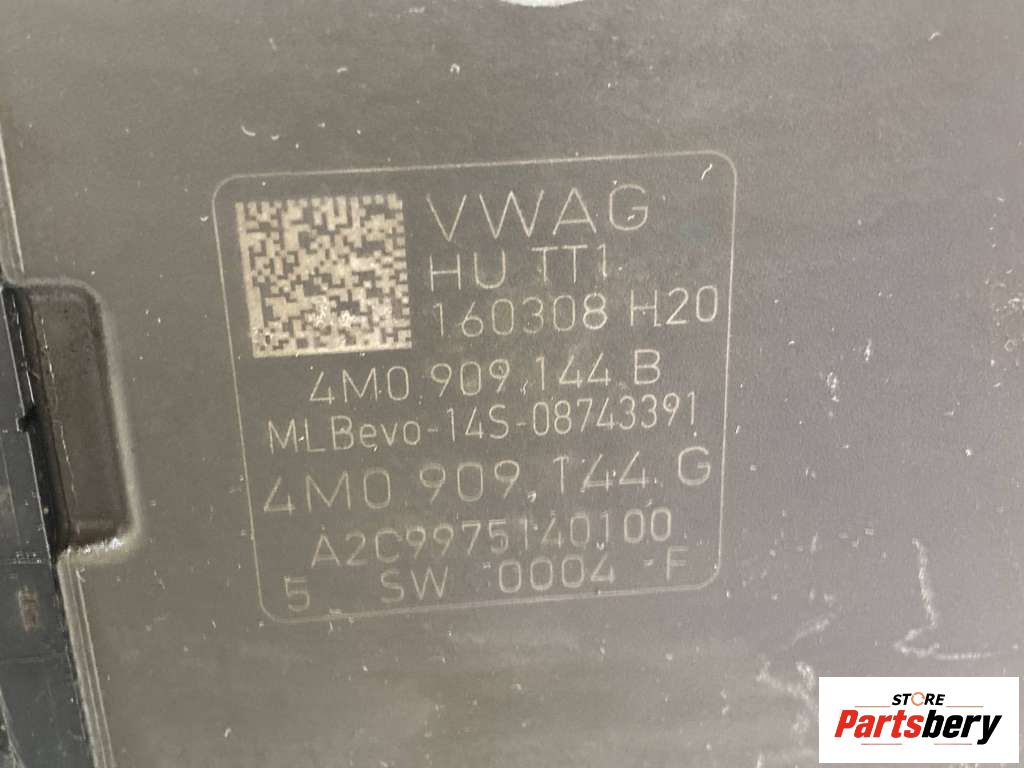 VWAG
HU TT1
160308 H20
4M0 909.144.B
MLBevo-14S-08743391
4M0 909.144.G
A2C9975140100
5 SW 0004 F
STORE
Partsbery